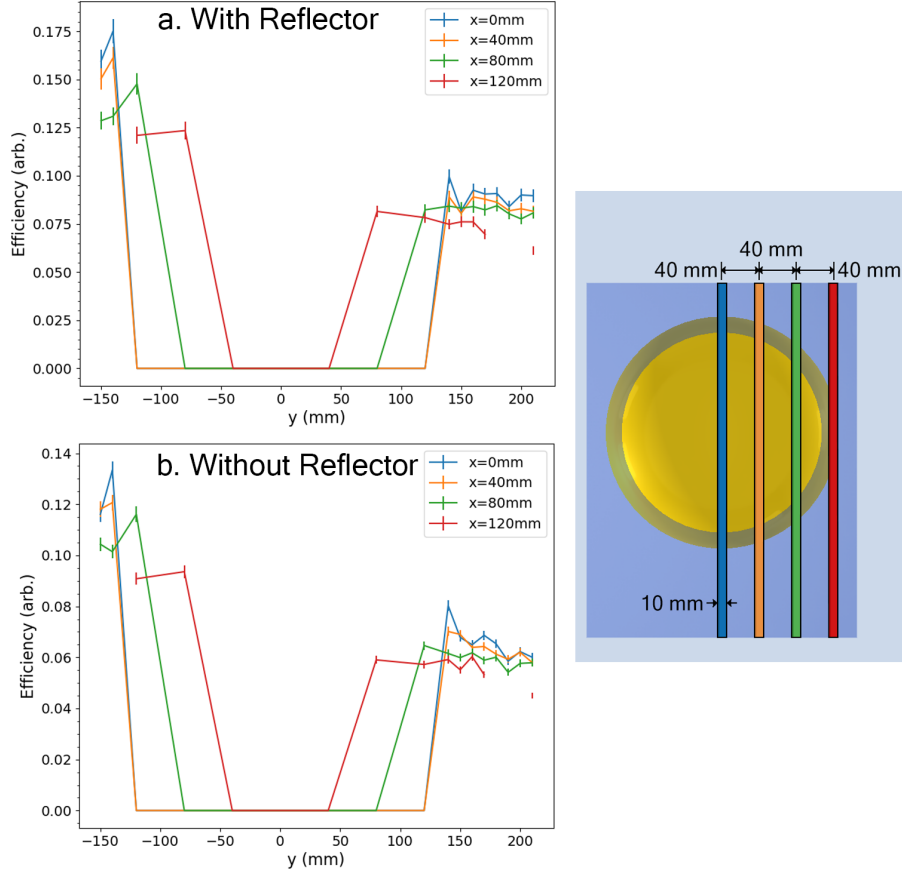 a. With Reflector
x=0mm
x=40mm
x=80mm
x=120mm
Efficiency (arb.)
0.175
0.150
0.125
0.100
0.075
0.050
0.025
0.000
−150 −100 −50 0 50 100 150 200
y (mm)
b. Without Reflector
x=0mm
x=40mm
x=80mm
x=120mm
Efficiency (arb.)
0.14
0.12
0.10
0.08
0.06
0.04
0.02
0.00
−150 −100 −50 0 50 100 150 200
y (mm)
40 mm
40 mm 40 mm
10 mm